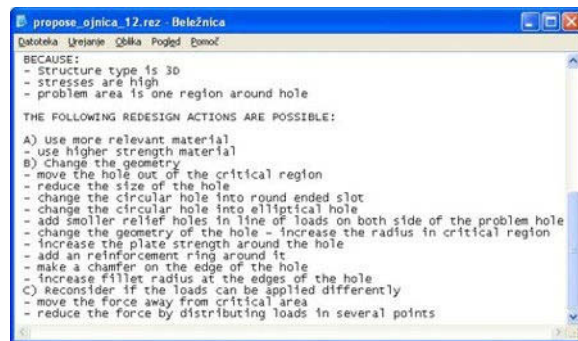 propose_ojnica_12.rez - Beležnica
Datoteka Urejanje Oblika Pogled Pomoč
BECAUSE:
- Structure type is 3D
- stresses are high
- problem area is one region around hole
THE FOLLOWING REDESIGN ACTIONS ARE POSSIBLE:
A) Use more relevant material
- use higher strength material
B) Change the geometry
- move the hole out of the critical region
- reduce the size of the hole
- change the circular hole into round ended slot
- change the circular hole into elliptical hole
- add smoller relief holes in line of loads on both side of the problem hole
- change the geometry of the hole - increase the radius in critical region
- increase the plate strength around the hole
- add an reinforcement ring around it
- make a chamfer on the edge of the hole
- increase fillet radius at the edges of the hole
C) Reconsider if the loads can be applied differently
- move the force away from critical area
- reduce the force by distributing loads in several points